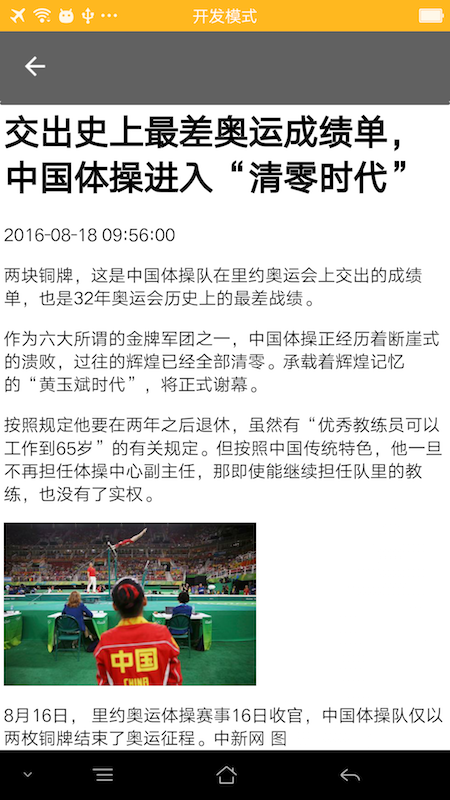 开发模式
交出史上最差奥运成绩单，
中国体操进入“清零时代”
2016-08-18 09:56:00
两块铜牌，这是中国体操队在里约奥运会上交出的成绩
单，也是32年奥运会历史上的最差战绩。
作为六大所谓的金牌军团之一，中国体操正经历着断崖式
的溃败，过往的辉煌已经全部清零。承载着辉煌记忆
的“黄玉斌时代”，将正式谢幕。
按照规定他要在两年之后退休，虽然有“优秀教练员可以
工作到65岁”的有关规定。但按照中国传统特色，他一旦
不再担任体操中心副主任，那即使能继续担任队里的教
练，也没有了实权。
中国
CHINA
8月16日， 里约奥运体操赛事16日收官，中国体操队仅以
两枚铜牌结束了奥运征程。中新网 图